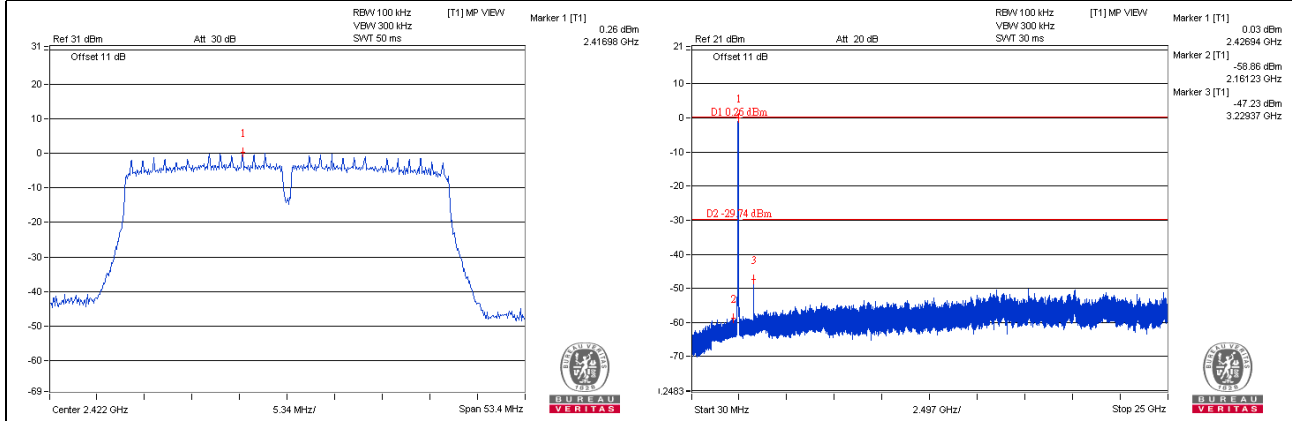 RBW 100 kHz [T1] MP VIEW
VBW 300 kHz
Ref 31 dBm Att 30 dB SWT 50 ms
Marker 1 [T1]
0.26 dBm
2.41698 GHz
31
Offset 11 dB
20
10
0
-10
-20
-30
-40
-50
-60
-69
1
Center 2.422 GHz 5.34 MHz/ Span 53.4 MHz
BUREAU VERITAS
1828
BUREAU
VERITAS
RBW 100 kHz [T1] MP VIEW
VBW 300 kHz
Ref 21 dBm Att 20 dB SWT 30 ms
Marker 1 [T1]
0.03 dBm
2.42694 GHz
Marker 2 [T1]
-58.86 dBm
2.16123 GHz
Marker 3 [T1]
-47.23 dBm
3.22937 GHz
21
Offset 11 dB
10
0
-10
-20
-30
-40
-50
-60
-70
1
D1 0.26 dBm
D2 -29.74 dBm
3
2
Start 30 MHz 2.497 GHz/ Stop 25 GHz
BUREAU VERITAS
1828
BUREAU
VERITAS